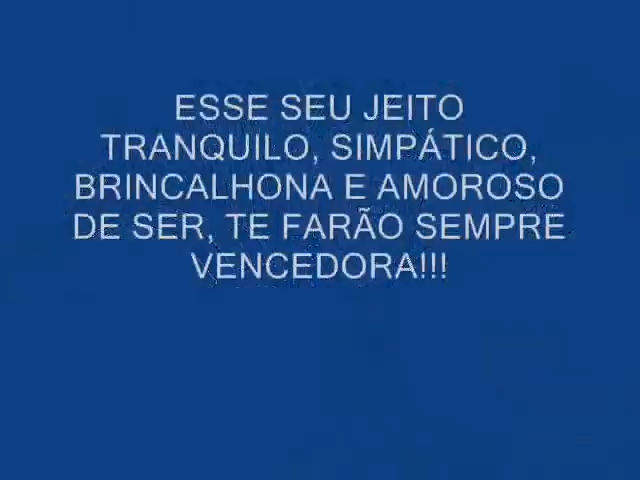 ESSE SEU JEITO
TRANQUILO, SIMPÁTICO,
BRINCALHONA E AMOROSO
DE SER, TE FARÃO SEMPRE
VENCEDORA!!!